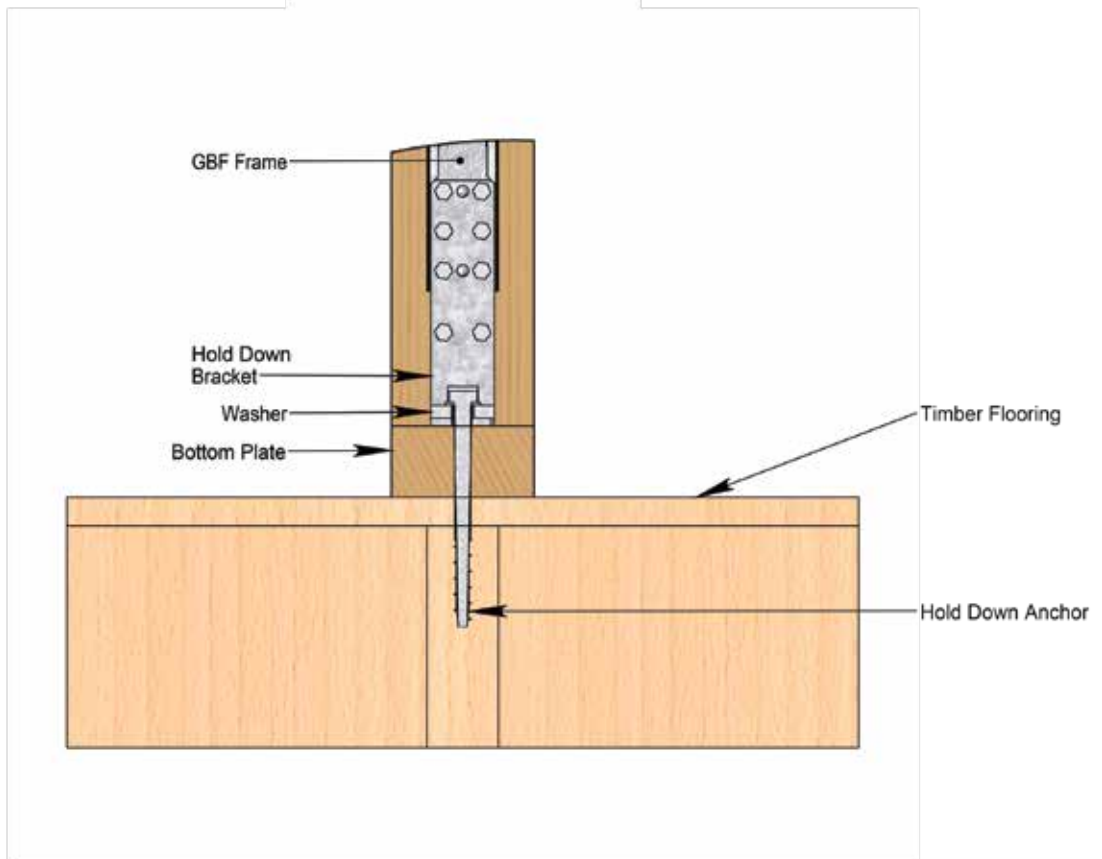 GBF Frame
Hold Down
Bracket
Washer
Bottom Plate
Timber Flooring
Hold Down Anchor